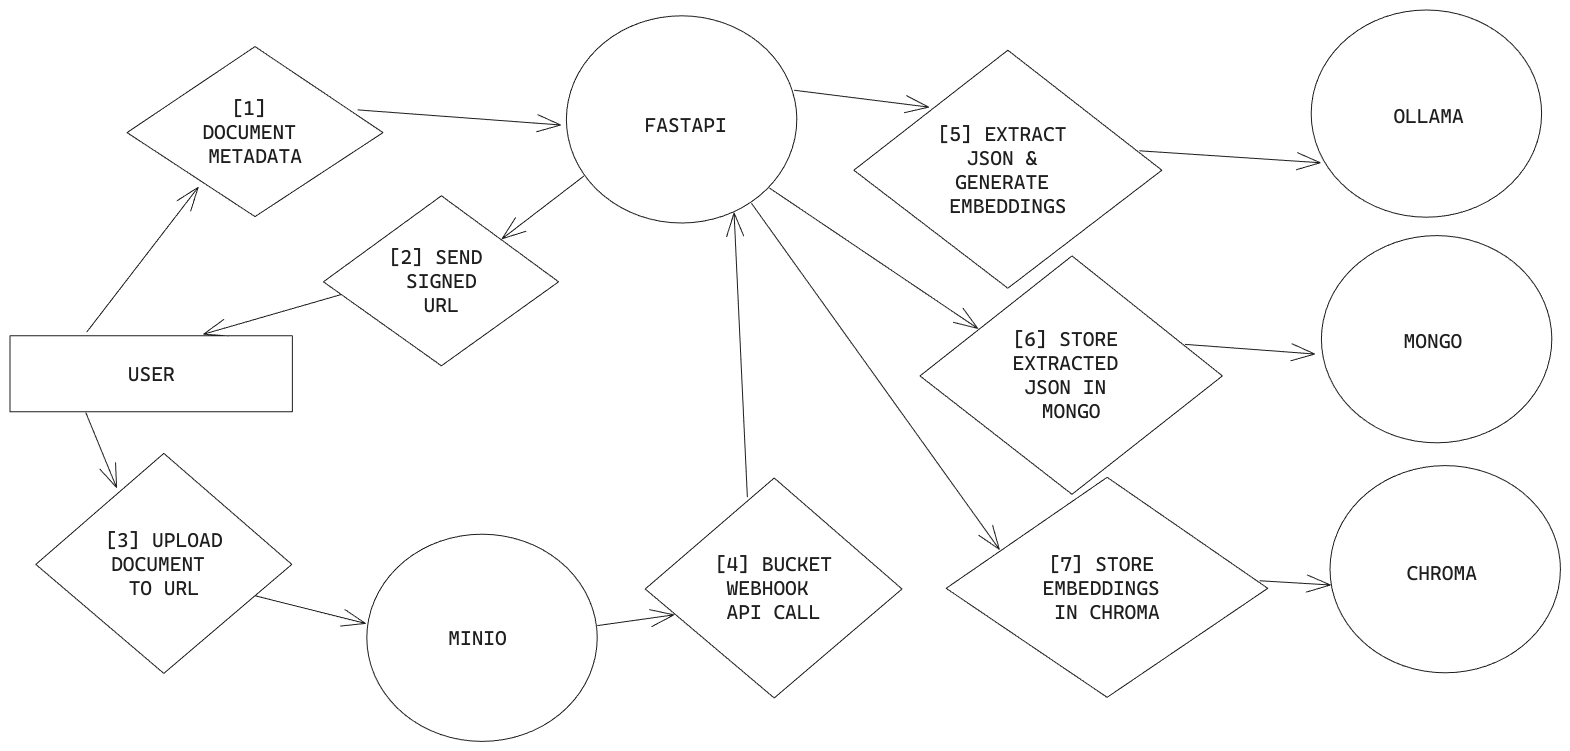 [1]
DOCUMENT
METADATA
FASTAPI
[5] EXTRACT
JSON &
GENERATE
EMBEDDINGS
OLLAMA
[2] SEND
SIGNED
URL
USER
[6] STORE
EXTRACTED
JSON IN
MONGO
MONGO
[3] UPLOAD
DOCUMENT
TO URL
MINIO
[4] BUCKET
WEBHOOK
API CALL
[7] STORE
EMBEDDINGS
IN CHROMA
CHROMA